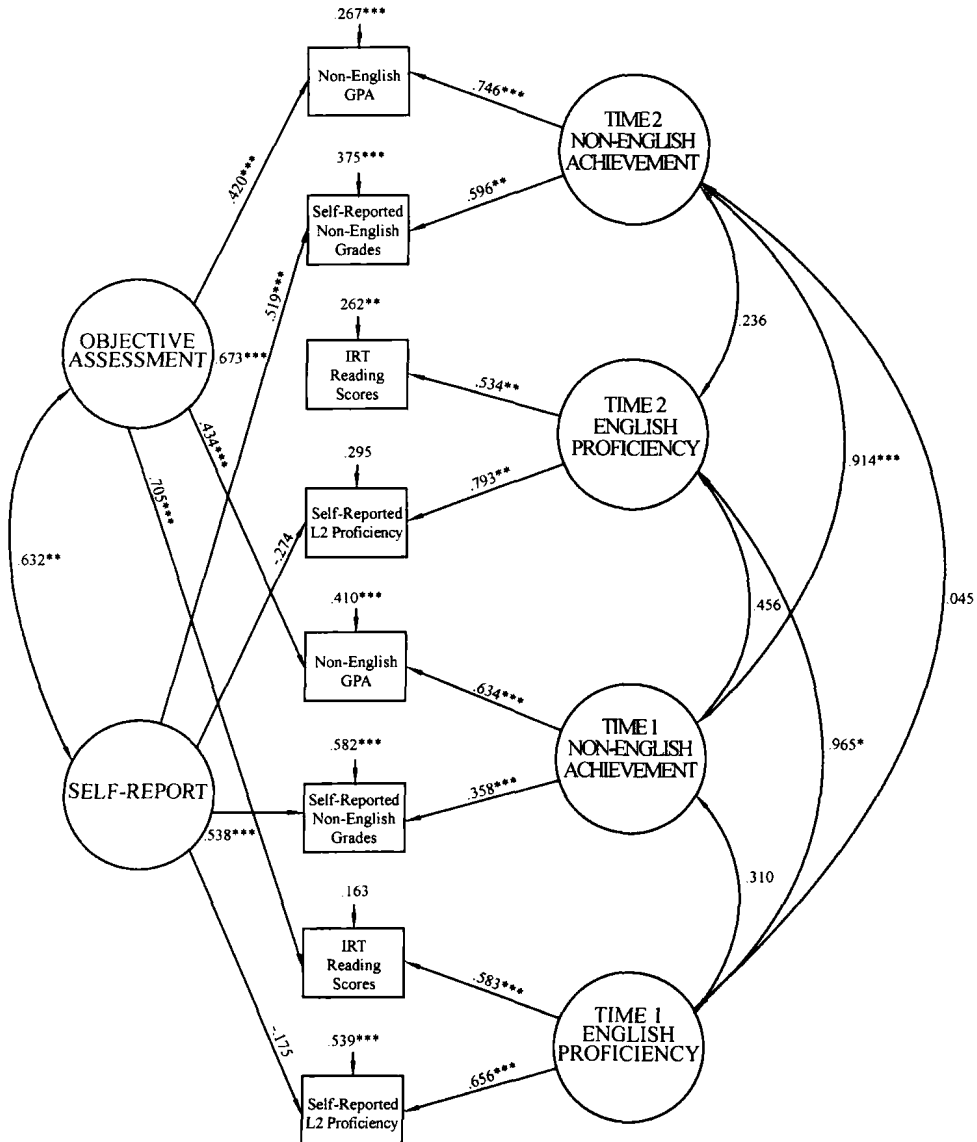 .267***
Non-English
GPA
.746***
TIME 2
NON-ENGLISH
ACHIEVEMENT
.420***
375***
Self-Reported
Non-English
Grades
.596**
.519***
OBJECTIVE
ASSESSMENT
.673***
262**
IRT
Reading
Scores
.534**
.236
TIME 2
ENGLISH
PROFICIENCY
.434***
.705***
.295
Self-Reported
L2 Proficiency
.793**
.914***
.632**
-.274
.410***
Non-English
GPA
.456
.045
.634***
TIME 1
NON-ENGLISH
ACHIEVEMENT
SELF-REPORT
.582***
Self-Reported
Non-English
Grades
.358***
.965*
.538***
.310
.163
IRT
Reading
Scores
.583***
TIME 1
ENGLISH
PROFICIENCY
-.175
.539***
Self-Reported
L2 Proficiency
.656***